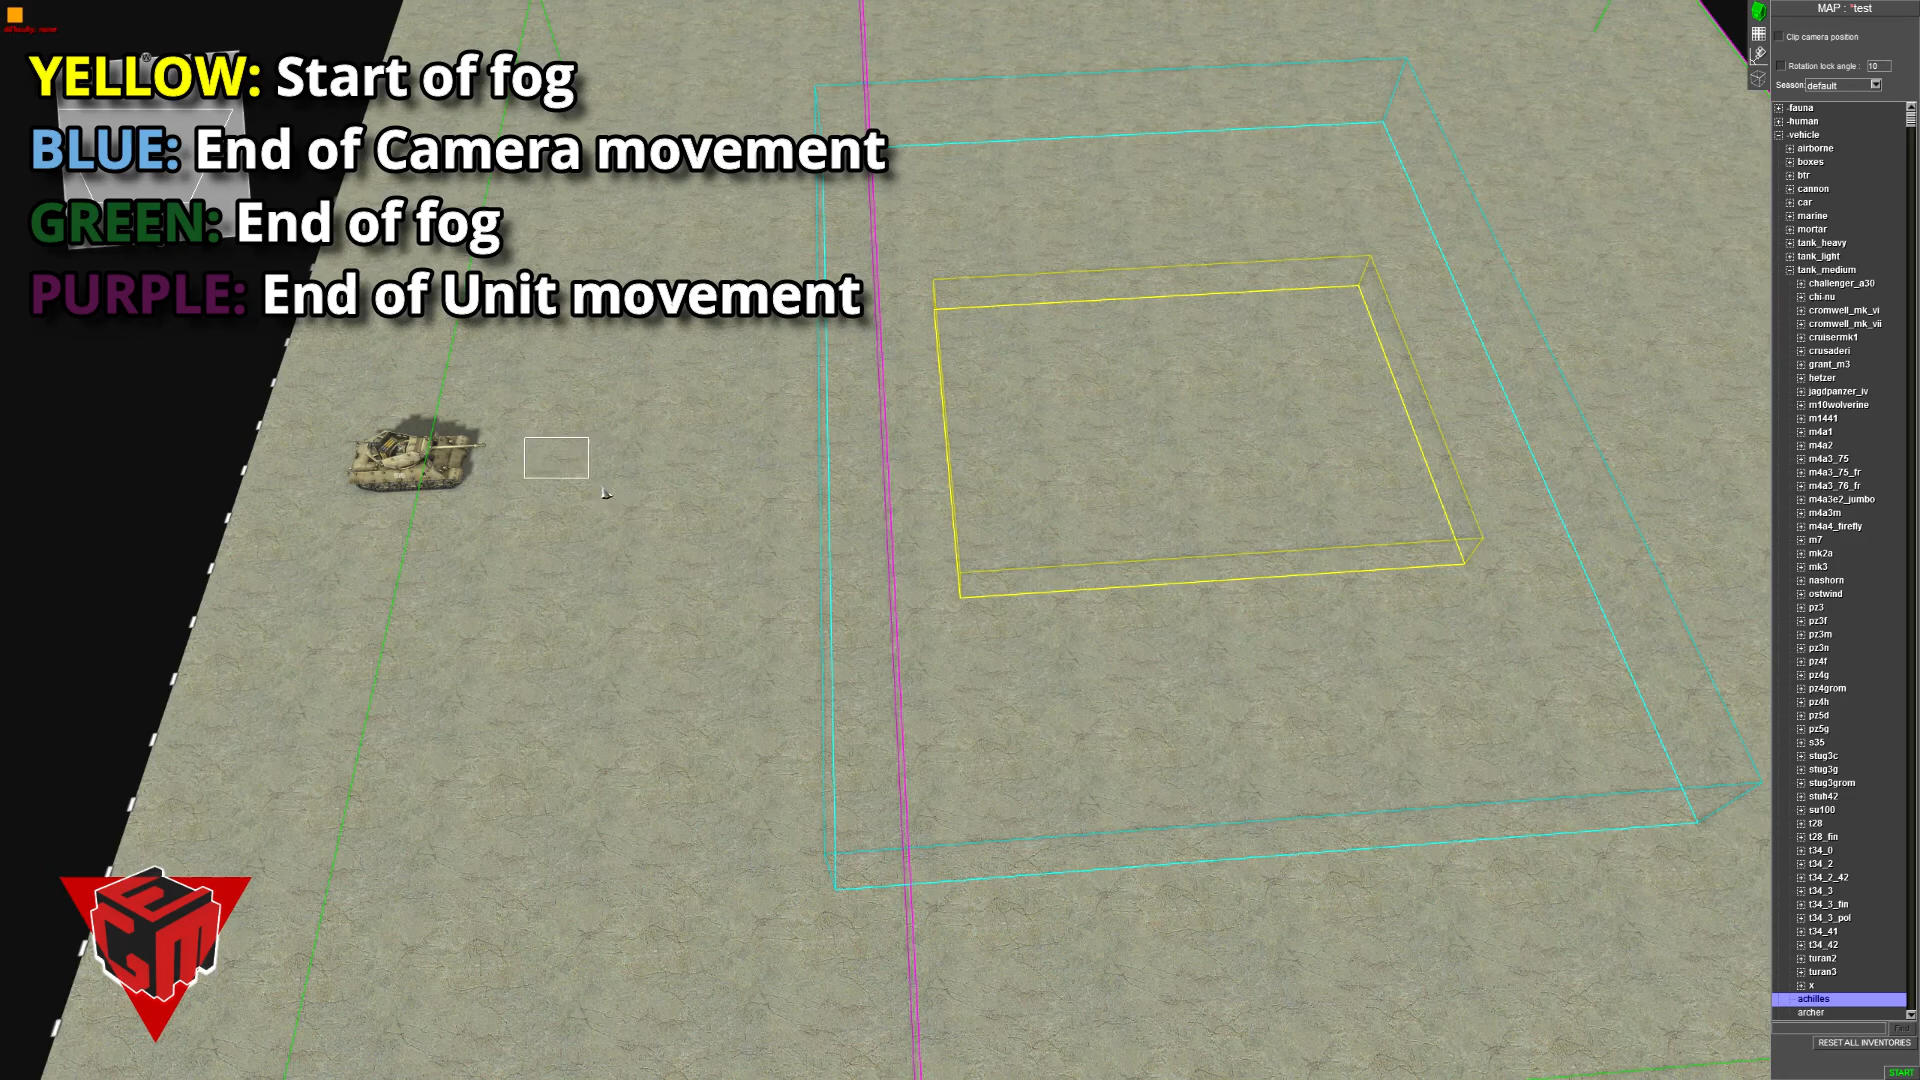 difficulty: none
YELLOW: Start of fog
BLUE: End of Camera movement
GREEN: End of fog
PURPLE: End of Unit movement
EGM
MAP : *test
Clip camera position
Rotation lock angle : 10
Season: default
-fauna
-human
-vehicle
airborne
boxes
btr
cannon
car
marine
mortar
tank_heavy
tank_light
tank_medium
challenger_a30
chi-nu
cromwell_mk_vi
cromwell_mk_vii
cruisermk1
crusaderi
grant_m3
hetzer
jagdpanzer_iv
m10wolverine
m1441
m4a1
m4a2
m4a3_75
m4a3_75_fr
m4a3_76_fr
m4a3e2_jumbo
m4a3m
m4a4_firefly
m7
mk2a
mk3
nashorn
ostwind
pz3
pz3f
pz3m
pz3n
pz4f
pz4g
pz4grom
pz4h
pz5d
pz5g
s35
stug3c
stug3g
stug3grom
stuh42
su100
t28
t28_fin
t34_0
t34_2
t34_2_42
t34_3
t34_3_fin
t34_3_pol
t34_41
t34_42
turan2
turan3
x
achilles
archer
Find
RESET ALL INVENTORIES
START